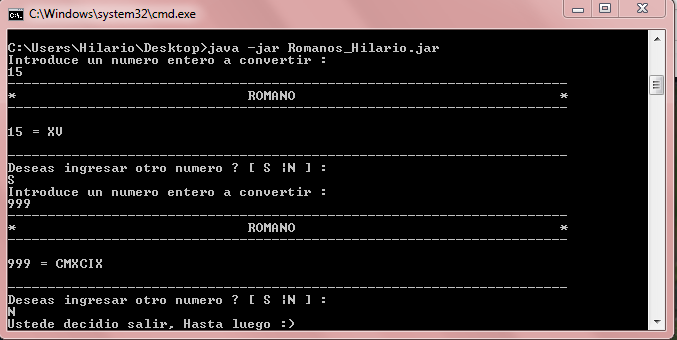 C:\Windows\system32\cmd.exe
C:\Users\Hilario\Desktop>java -jar Romanos_Hilario.jar
Introduce un numero entero a convertir :
15
----------------------------------------------------------------------
*                             ROMANO                                 *
----------------------------------------------------------------------
15 = XV
----------------------------------------------------------------------
Deseas ingresar otro numero ? [ S ¦N ] :
S
Introduce un numero entero a convertir :
999
----------------------------------------------------------------------
*                             ROMANO                                 *
----------------------------------------------------------------------
999 = CMXCIX
----------------------------------------------------------------------
Deseas ingresar otro numero ? [ S ¦N ] :
N
Ustede decidio salir, Hasta luego :)